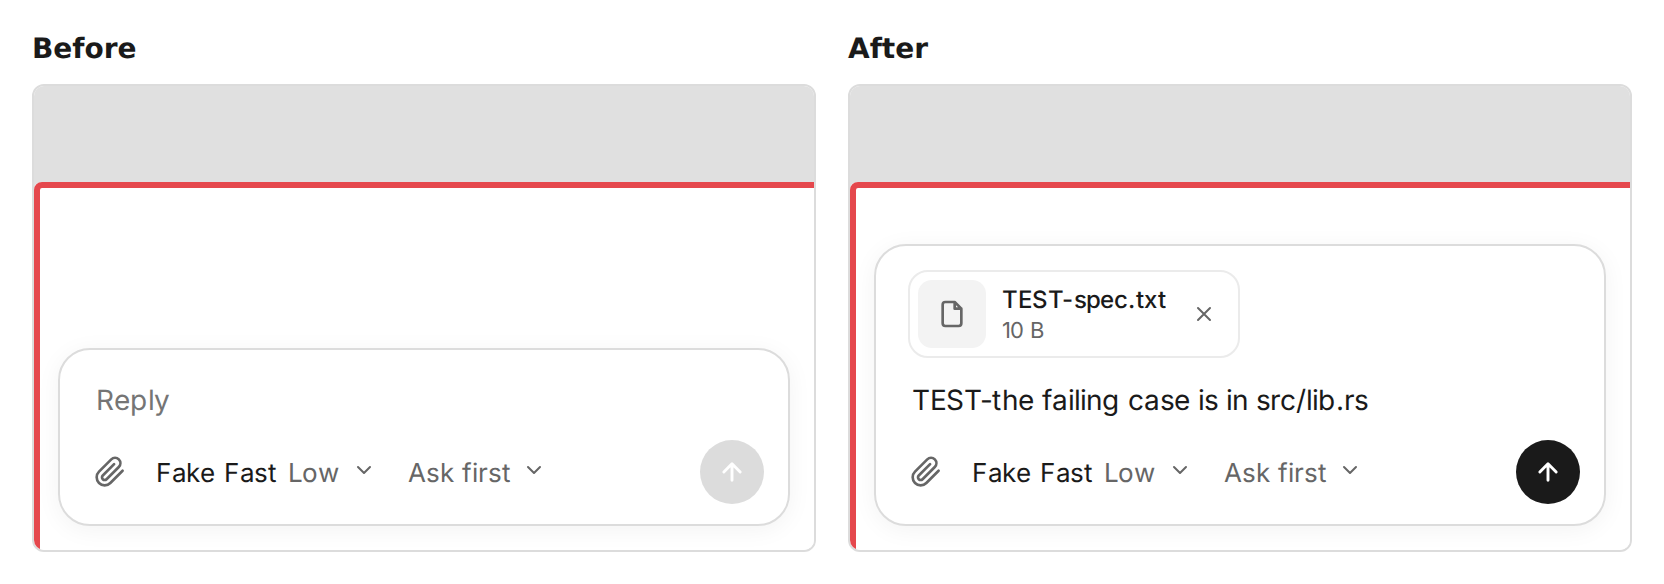 Before
Reply
Fake Fast Low Ask first
After
TEST-spec.txt
10 B
TEST-the failing case is in src/lib.rs
Fake Fast Low Ask first